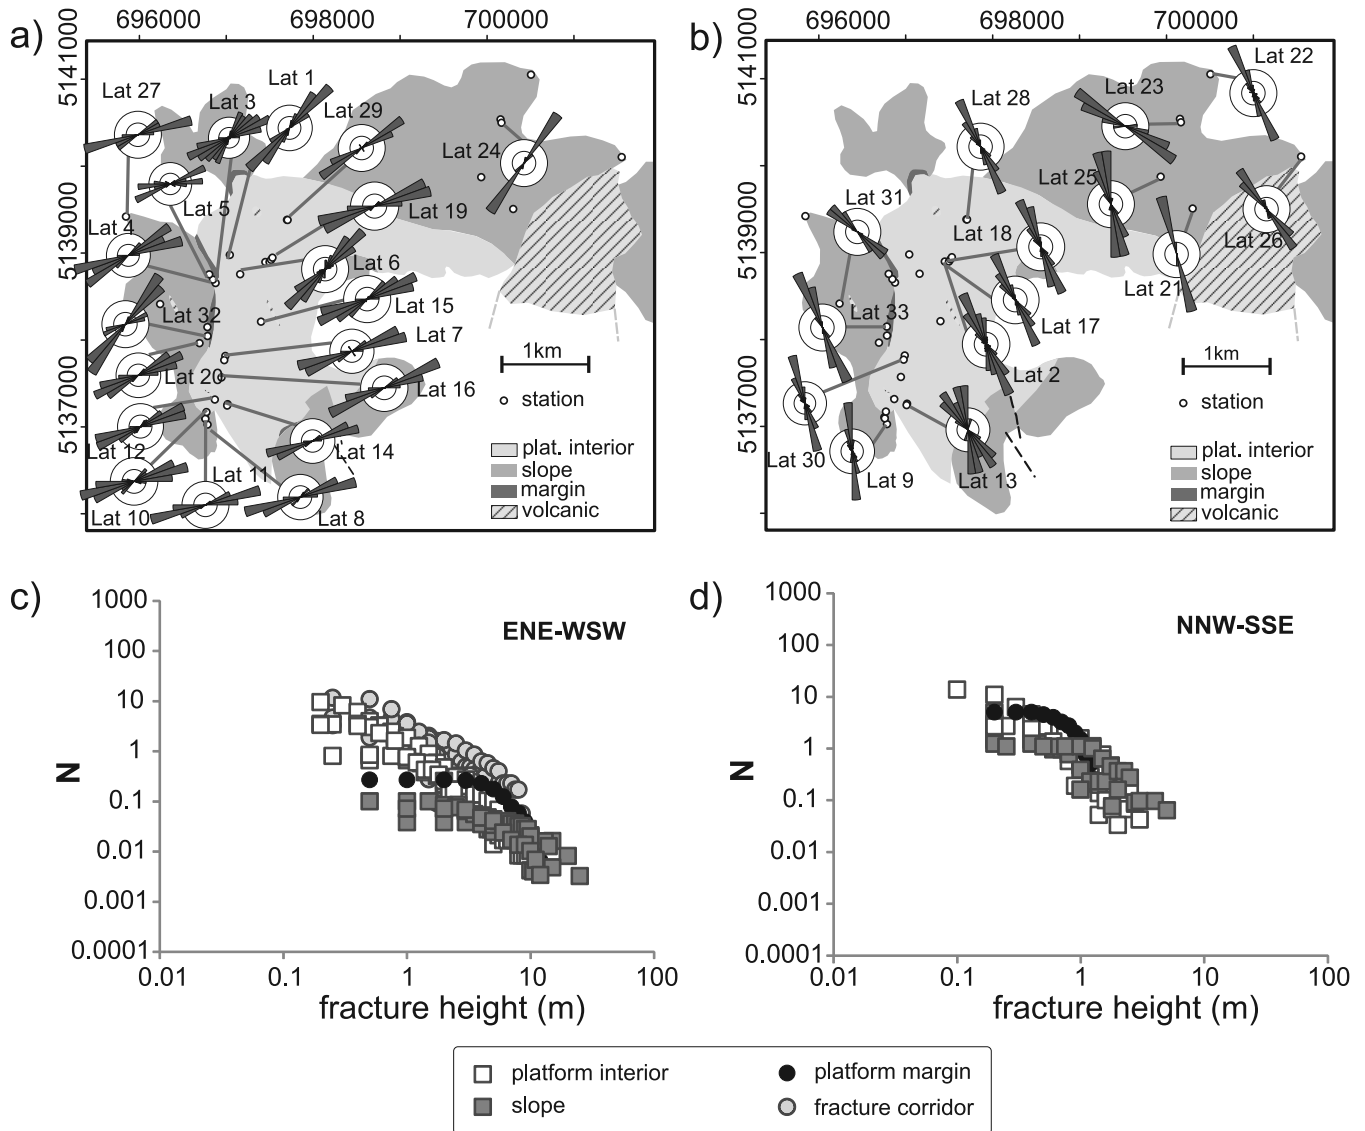 a)
696000 698000 700000
5141000
5139000
5137000
Lat 27
Lat 3
Lat 1
Lat 29
Lat 24
Lat 5
Lat 19
Lat 4
Lat 6
Lat 15
Lat 32
Lat 7
Lat 20
Lat 16
Lat 12
Lat 14
Lat 11
Lat 10
Lat 8
1km
station
plat. interior
slope
margin
volcanic
b)
696000 698000 700000
5141000
5139000
5137000
Lat 22
Lat 23
Lat 28
Lat 25
Lat 31
Lat 18
Lat 26
Lat 21
Lat 33
Lat 17
Lat 2
Lat 30
Lat 9
Lat 13
1km
station
plat. interior
slope
margin
volcanic
c)
ENE-WSW
N
1000
100
10
1
0.1
0.01
0.001
0.0001
0.01 0.1 1 10 100
fracture height (m)
d)
NNW-SSE
N
1000
100
10
1
0.1
0.01
0.001
0.0001
0.01 0.1 1 10 100
fracture height (m)
platform interior
platform margin
slope
fracture corridor